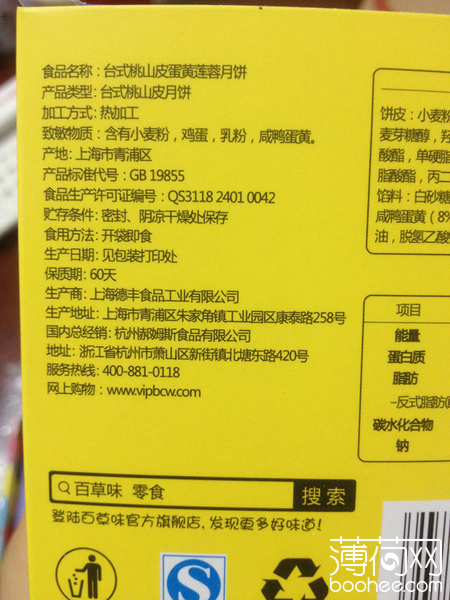 食品名称：台式桃山皮蛋黄莲蓉月饼
产品类型：台式桃山皮月饼
加工方式：热加工
致敏物质：含有小麦粉，鸡蛋，乳粉，咸鸭蛋黄。
产地：上海市青浦区
产品标准代号：GB 19855
食品生产许可证编号：QS3118 2401 0042
贮存条件：密封、阴凉干燥处保存
食用方法：开袋即食
生产日期：见包装打印处
保质期：60天
生产商：上海德丰食品工业有限公司
生产地址：上海市青浦区朱家角镇工业园区康泰路258号
国内总经销：杭州郝姆斯食品有限公司
地址：浙江省杭州市萧山区新街镇北塘东路420号
服务热线：400-881-0118
网上购物：www.vipbcw.com
百草味 零食
搜索
登陆百草味官方旗舰店，发现更多好味道！
饼皮：小麦粉
麦芽糖醇，羟
酸酯，单硬脂
脂酸酯，丙二
馅料：白砂糖
咸鸭蛋黄（8%
油，脱氢乙酸
项目
能量
蛋白质
脂肪
-反式脂肪
碳水化合物
钠
薄荷网
boohee.com